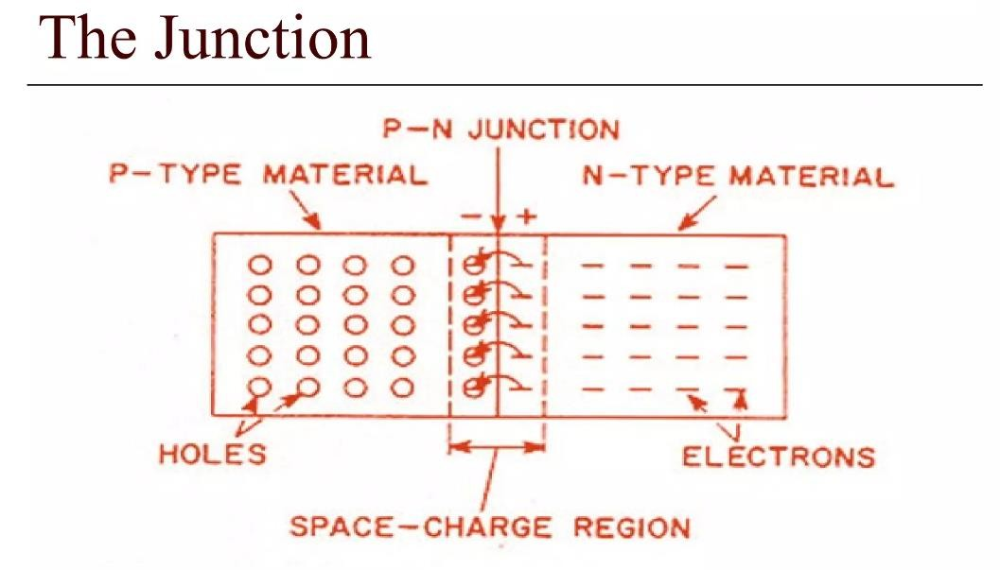 The Junction
P-N JUNCTION
P-TYPE MATERIAL
N-TYPE MATERIAL
- +
HOLES
ELECTRONS
SPACE-CHARGE REGION